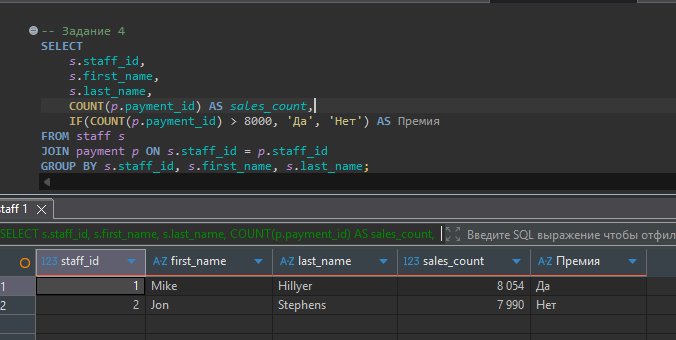 -- Задание 4
SELECT
s.staff_id,
s.first_name,
s.last_name,
COUNT(p.payment_id) AS sales_count,
IF(COUNT(p.payment_id) > 8000, 'Да', 'Нет') AS Премия
FROM staff s
JOIN payment p ON s.staff_id = p.staff_id
GROUP BY s.staff_id, s.first_name, s.last_name;
staff 1
SELECT s.staff_id, s.first_name, s.last_name, COUNT(p.payment_id) AS sales_count, Введите SQL выражение чтобы отфил
123 staff_id A-Z first_name A-Z last_name 123 sales_count A-Z Премия
1 1 Mike Hillyer 8 054 Да
2 2 Jon Stephens 7 990 Нет